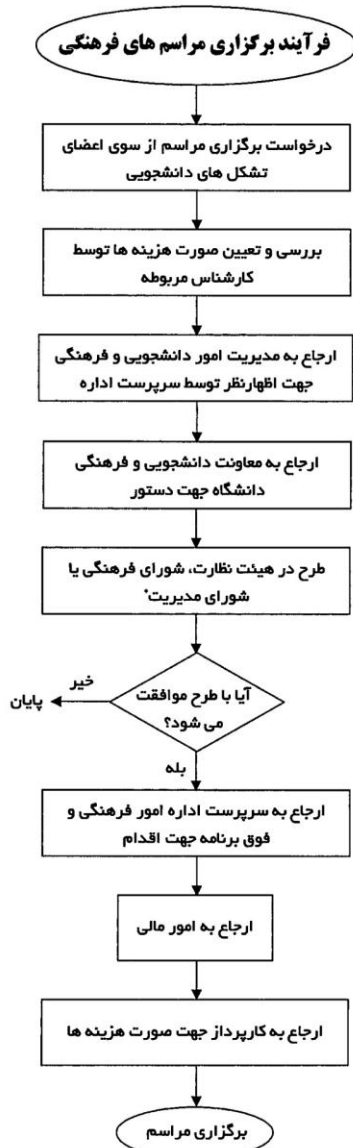 فرآیند برگزاری مراسم های فرهنگی
درخواست برگزاری مراسم از سوی اعضای
تشکل های دانشجویی
بررسی و تعیین صورت هزینه ها توسط
کارشناس مربوطه
ارجاع به مدیریت امور دانشجویی و فرهنگی
جهت اظهارنظر توسط سرپرست اداره
ارجاع به معاونت دانشجویی و فرهنگی
دانشگاه جهت دستور
طرح در هیئت نظارت، شورای فرهنگی یا
شورای مدیریت*
آیا با طرح موافقت
می شود؟
خیر
پایان
بله
ارجاع به سرپرست اداره امور فرهنگی و
فوق برنامه جهت اقدام
ارجاع به امور مالی
ارجاع به کارپرداز جهت صورت هزینه ها
برگزاری مراسم